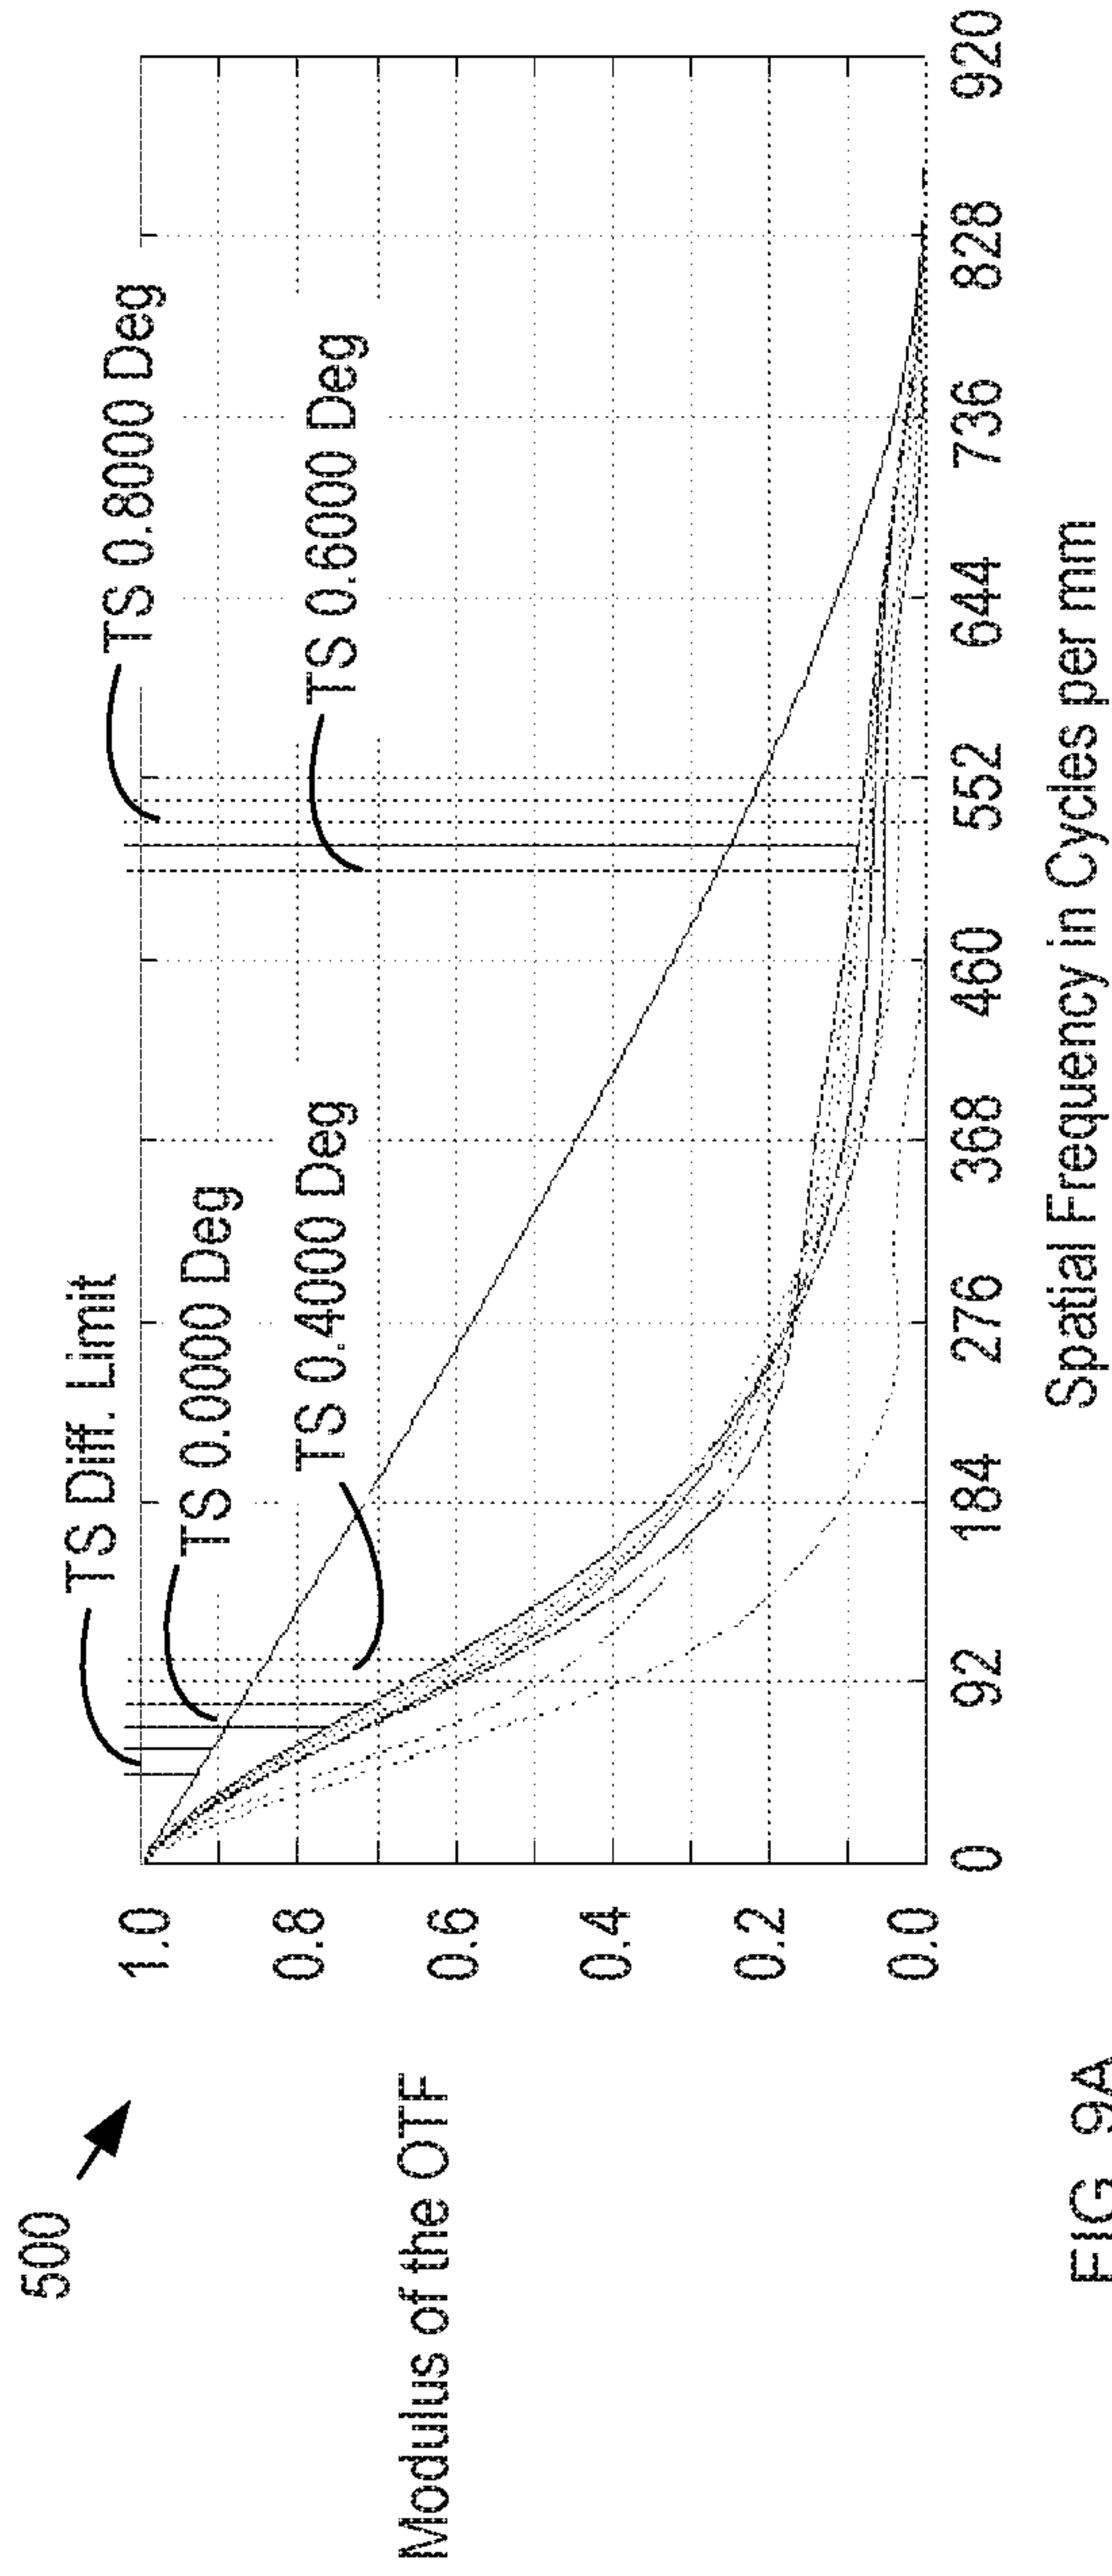 500
TS Diff. Limit
TS 0.0000 Deg
TS 0.4000 Deg
TS 0.8000 Deg
TS 0.6000 Deg
Modulus of the OTF
1.0
0.8
0.6
0.4
0.2
0.0
0 92 184 276 368 460 552 644 736 828 920
Spatial Frequency in Cycles per mm
FIG. 9A